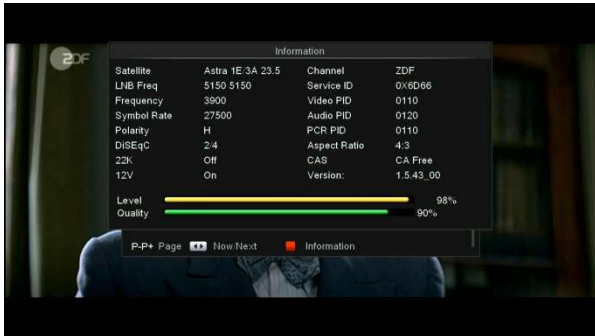 ZDF
Information
Satellite Astra 1E/3A 23.5 Channel ZDF
LNB Freq 5150 5150 Service ID 0X6D66
Frequency 3900 Video PID 0110
Symbol Rate 27500 Audio PID 0120
Polarity H PCR PID 0110
DiSEqC 2/4 Aspect Ratio 4:3
22K Off CAS CA Free
12V On Version: 1.5.43_00
Level 98%
Quality 90%
P-P+ Page Now/Next Information